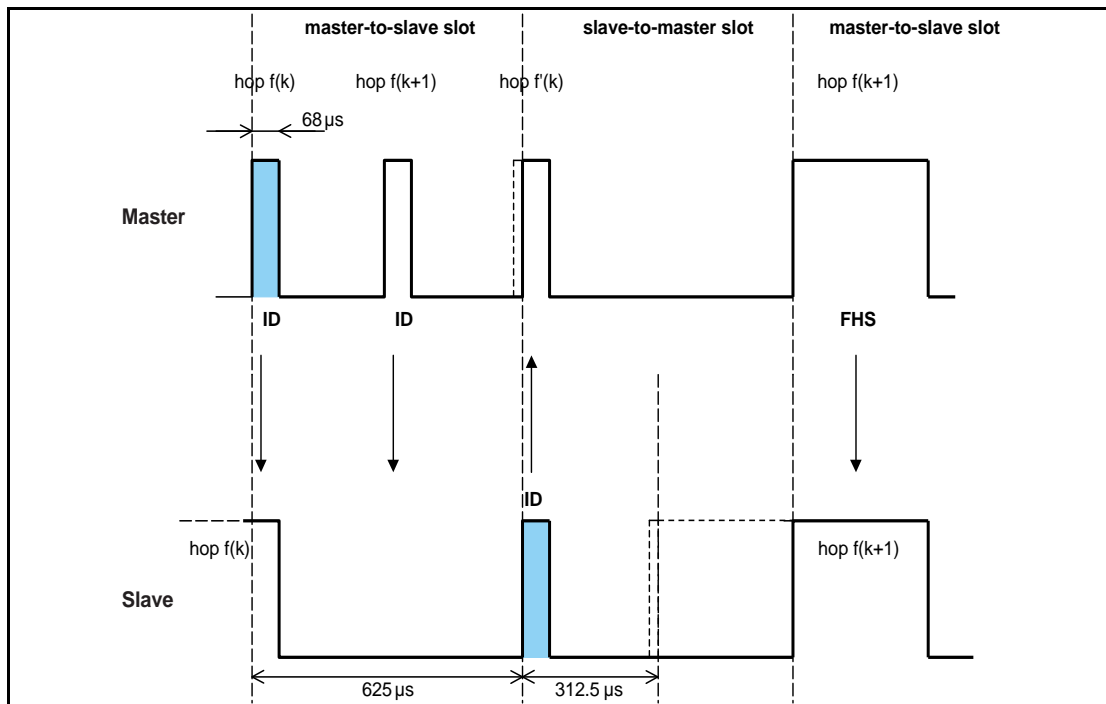 master-to-slave slot slave-to-master slot master-to-slave slot
hop f(k) hop f(k+1) hop f'(k) hop f(k+1)
68 µs
Master
ID ID FHS
ID
hop f(k) hop f(k+1)
Slave
625 µs 312.5 µs